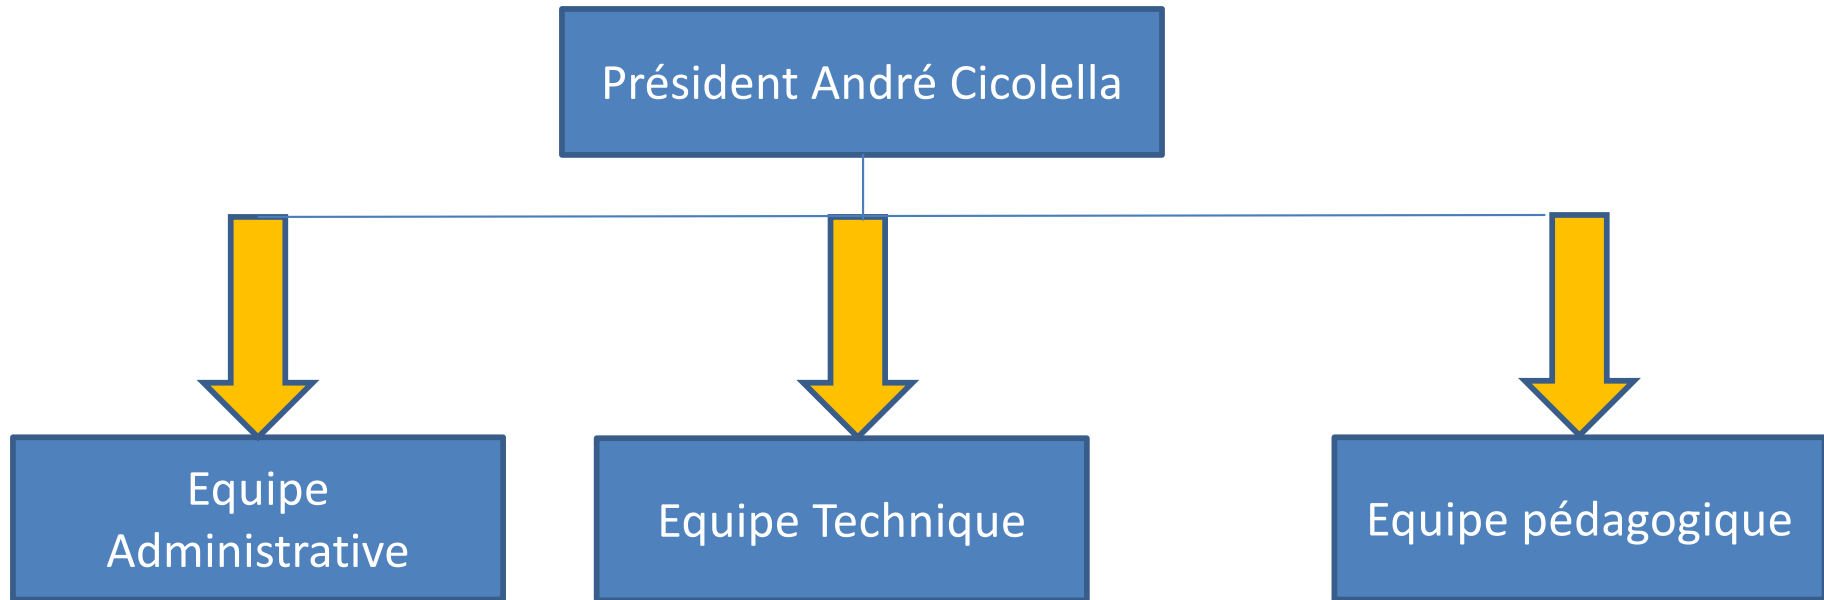 Président André Cicolella
Equipe
Administrative
Equipe Technique
Equipe pédagogique